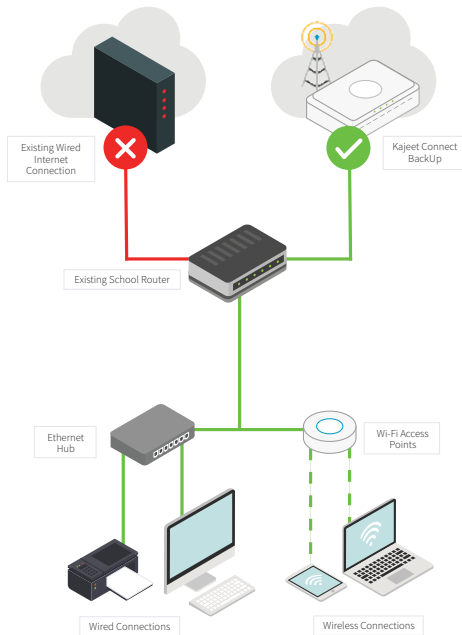 Existing Wired
Internet
Connection
Kajeet Connect
BackUp
Existing School Router
Ethernet
Hub
Wi-Fi Access
Points
Wired Connections
Wireless Connections